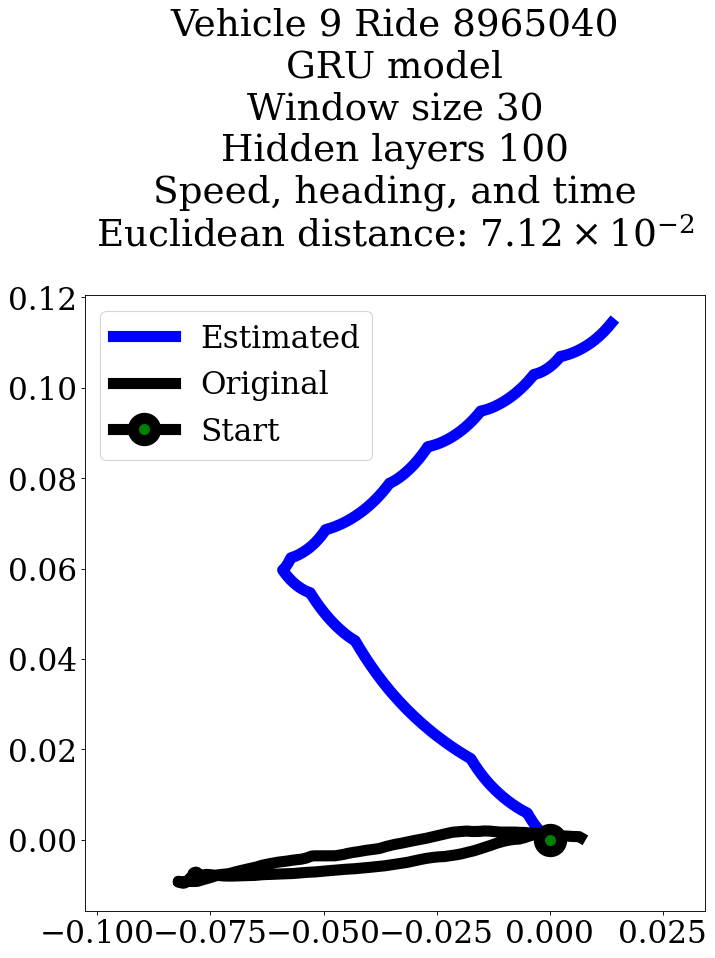 Vehicle 9 Ride 8965040
GRU model
Window size 30
Hidden layers 100
Speed, heading, and time
Euclidean distance: 7.12 × 10⁻²
Estimated
Original
Start
0.12
0.10
0.08
0.06
0.04
0.02
0.00
−0.100 −0.075 −0.050 −0.025 0.000 0.025